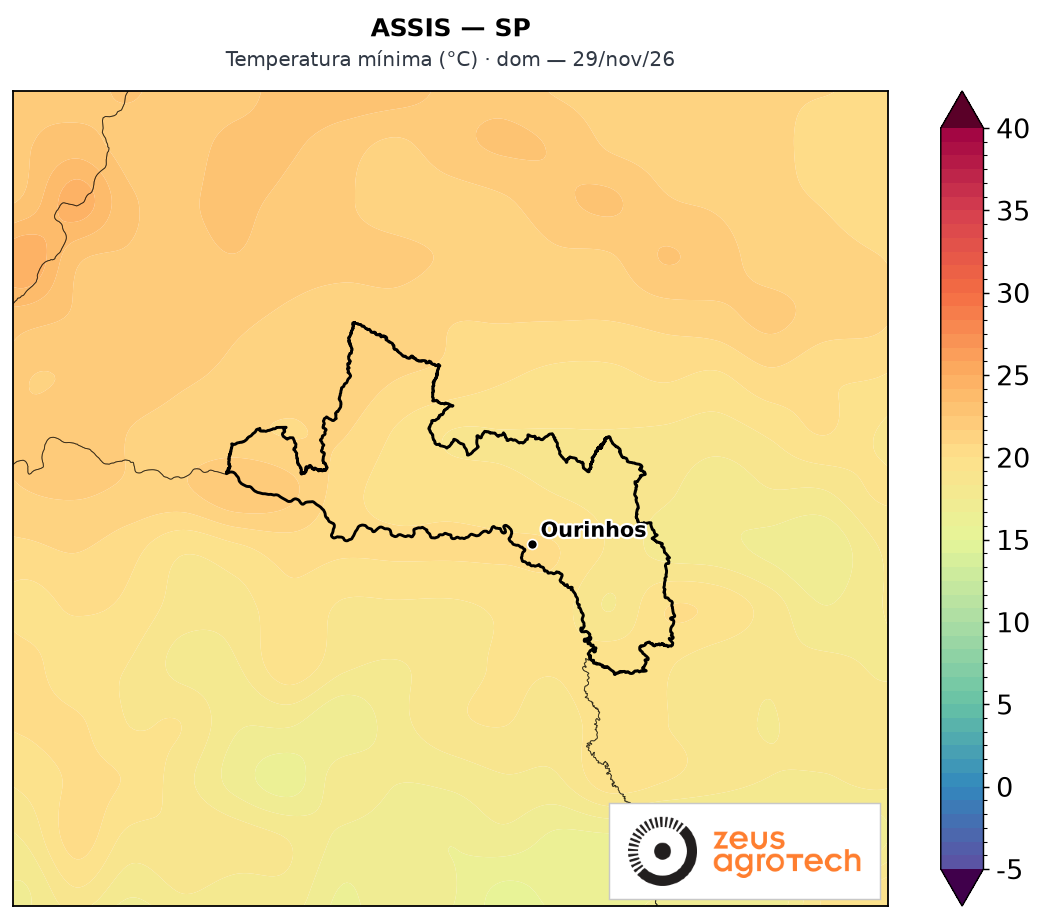 ASSIS — SP
Temperatura mínima (°C) · dom — 29/nov/26
Ourinhos
40
35
30
25
20
15
10
5
0
-5
zeus
agrotech